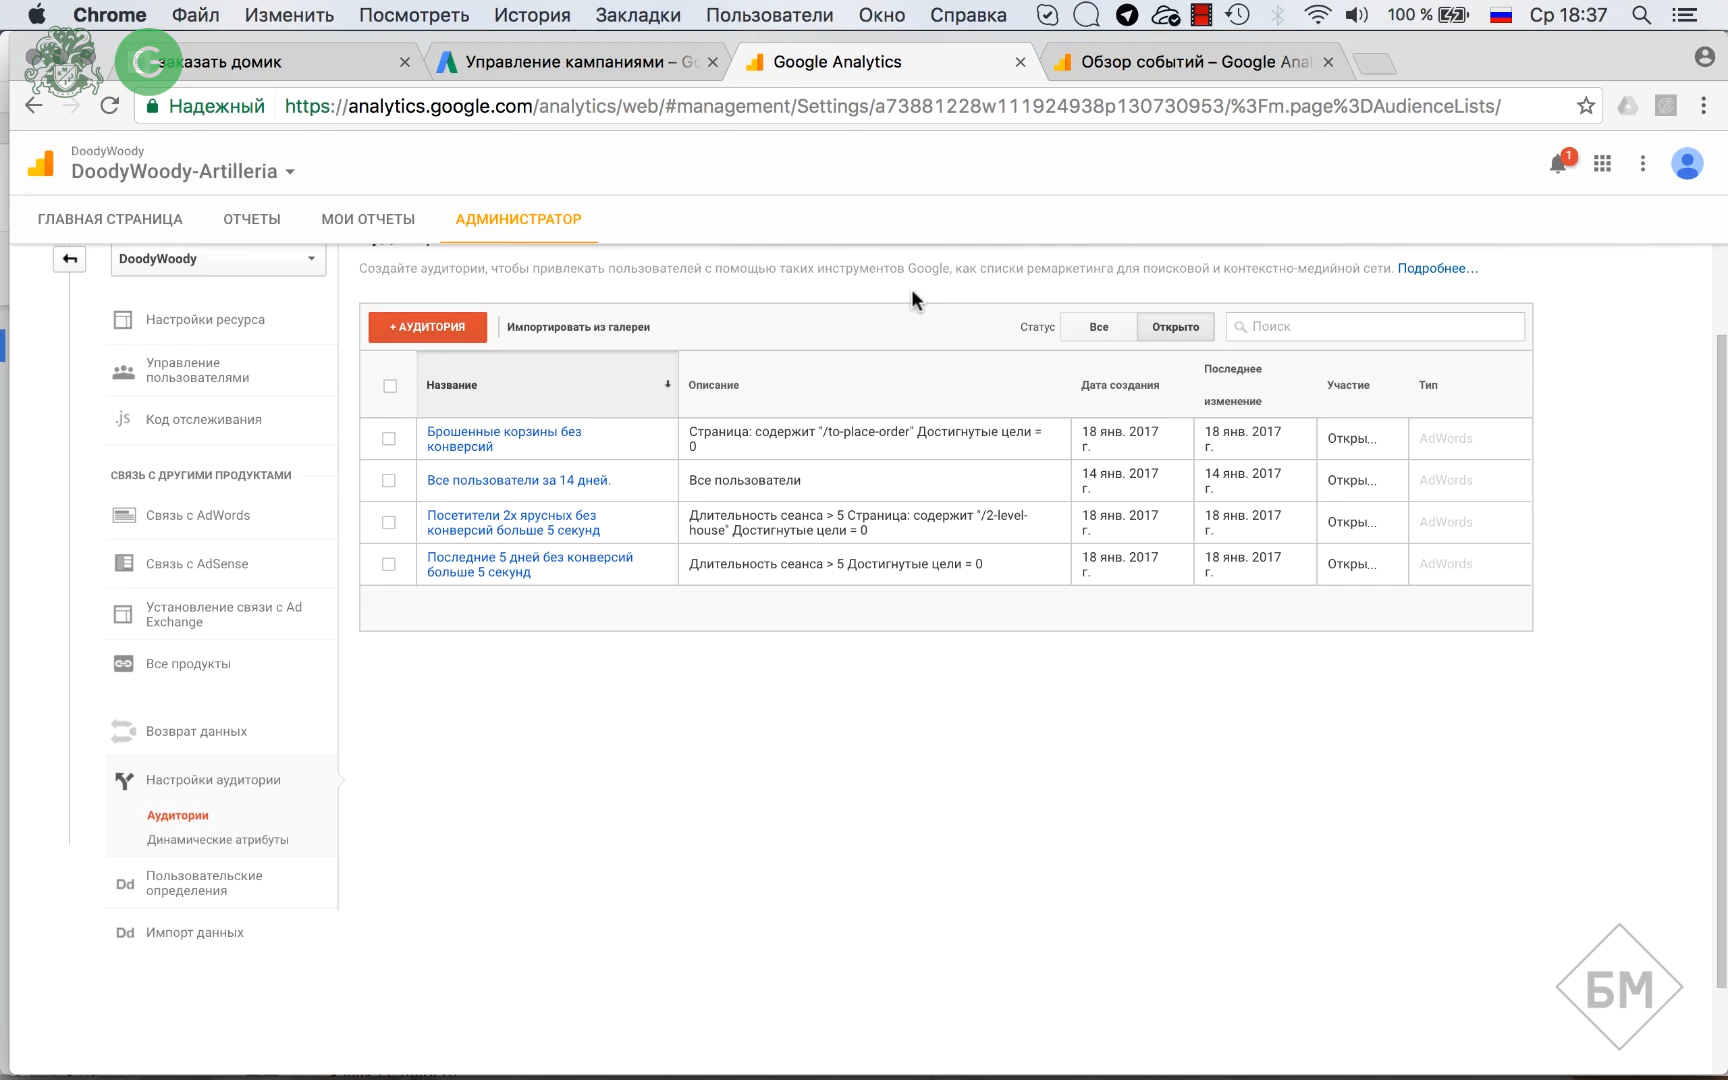 Chrome Файл Изменить Посмотреть История Закладки Пользователи Окно Справка 100 % Ср 18:37
заказать домик
Управление кампаниями – Go
Google Analytics
Обзор событий – Google Anal
Надежный https://analytics.google.com/analytics/web/#management/Settings/a73881228w111924938p130730953/%3Fm.page%3DAudienceLists/
DoodyWoody
DoodyWoody-Artilleria
1
ГЛАВНАЯ СТРАНИЦА ОТЧЕТЫ МОИ ОТЧЕТЫ АДМИНИСТРАТОР
DoodyWoody
Настройки ресурса
Управление
пользователями
.js Код отслеживания
СВЯЗЬ С ДРУГИМИ ПРОДУКТАМИ
Связь с AdWords
Связь с AdSense
Установление связи с Ad
Exchange
Все продукты
Возврат данных
Настройки аудитории
Аудитории
Динамические атрибуты
Dd Пользовательские
определения
Dd Импорт данных
Создайте аудитории, чтобы привлекать пользователей с помощью таких инструментов Google, как списки ремаркетинга для поисковой и контекстно-медийной сети. Подробнее…
+ АУДИТОРИЯ Импортировать из галереи Статус Все Открыто Поиск
Название Описание Дата создания Последнее
изменение Участие Тип
Брошенные корзины без
конверсий
Страница: содержит "/to-place-order" Достигнутые цели =
0
18 янв. 2017
г.
18 янв. 2017
г.
Откры...
AdWords
Все пользователи за 14 дней.
Все пользователи
14 янв. 2017
г.
14 янв. 2017
г.
Откры...
AdWords
Посетители 2х ярусных без
конверсий больше 5 секунд
Длительность сеанса > 5 Страница: содержит "/2-level-
house" Достигнутые цели = 0
18 янв. 2017
г.
18 янв. 2017
г.
Откры...
AdWords
Последние 5 дней без конверсий
больше 5 секунд
Длительность сеанса > 5 Достигнутые цели = 0
18 янв. 2017
г.
18 янв. 2017
г.
Откры...
AdWords
БМ